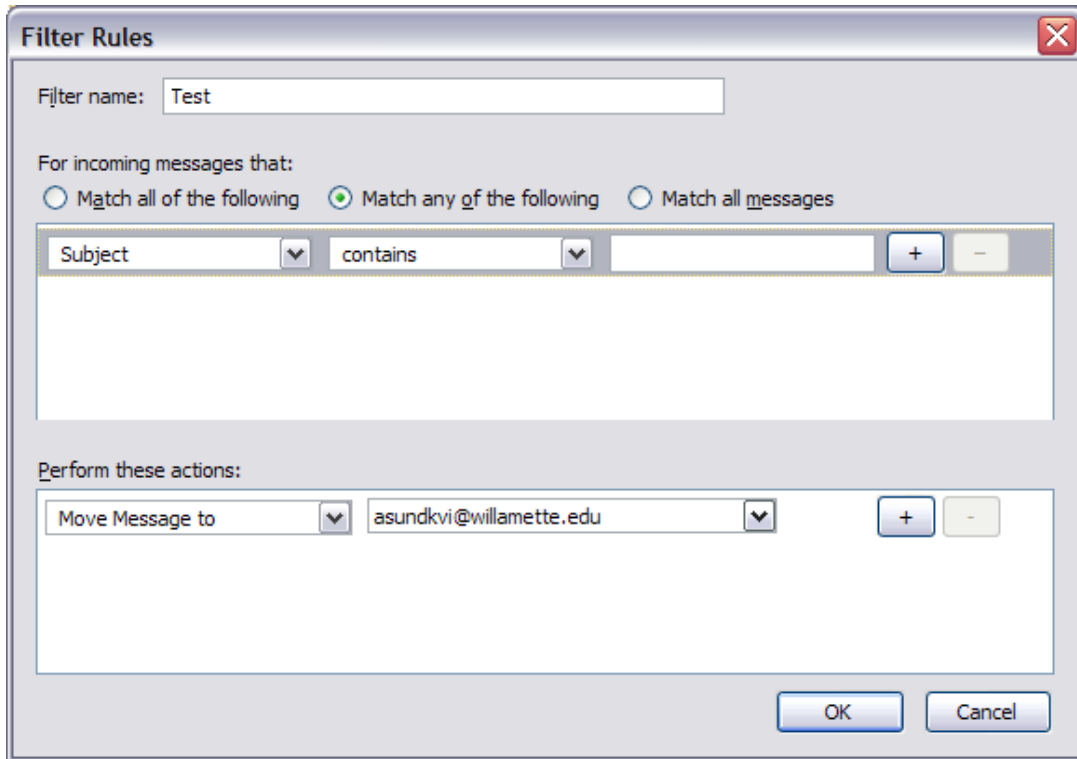 Filter Rules
Filter name: Test
For incoming messages that:
Match all of the following Match any of the following Match all messages
Subject contains + -
Perform these actions:
Move Message to asundkvi@willamette.edu + -
OK Cancel